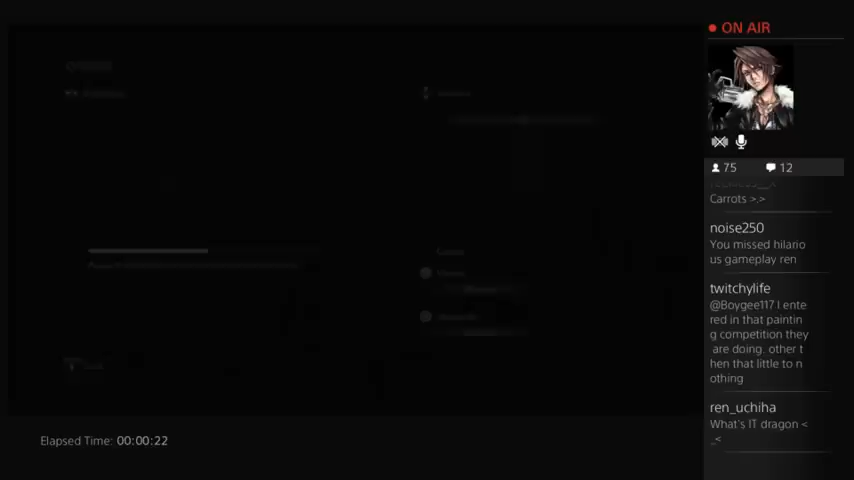 ON AIR
75 12
Carrots >.>
noise250
You missed hilario
us gameplay ren
twitchylife
@Boygee117 I ente
red in that paintin
g competition they
are doing. other t
hen that little to n
othing
ren_uchiha
What's IT dragon <
_<
Elapsed Time: 00:00:22